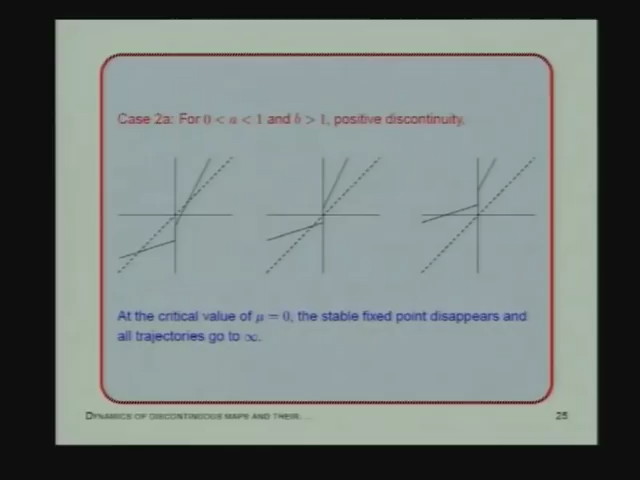 Case 2a: For 0 < a < 1 and b > 1, positive discontinuity.
At the critical value of μ = 0, the stable fixed point disappears and
all trajectories go to ∞.
DYNAMICS OF DISCONTINUOUS MAPS AND THEIR. . .
25